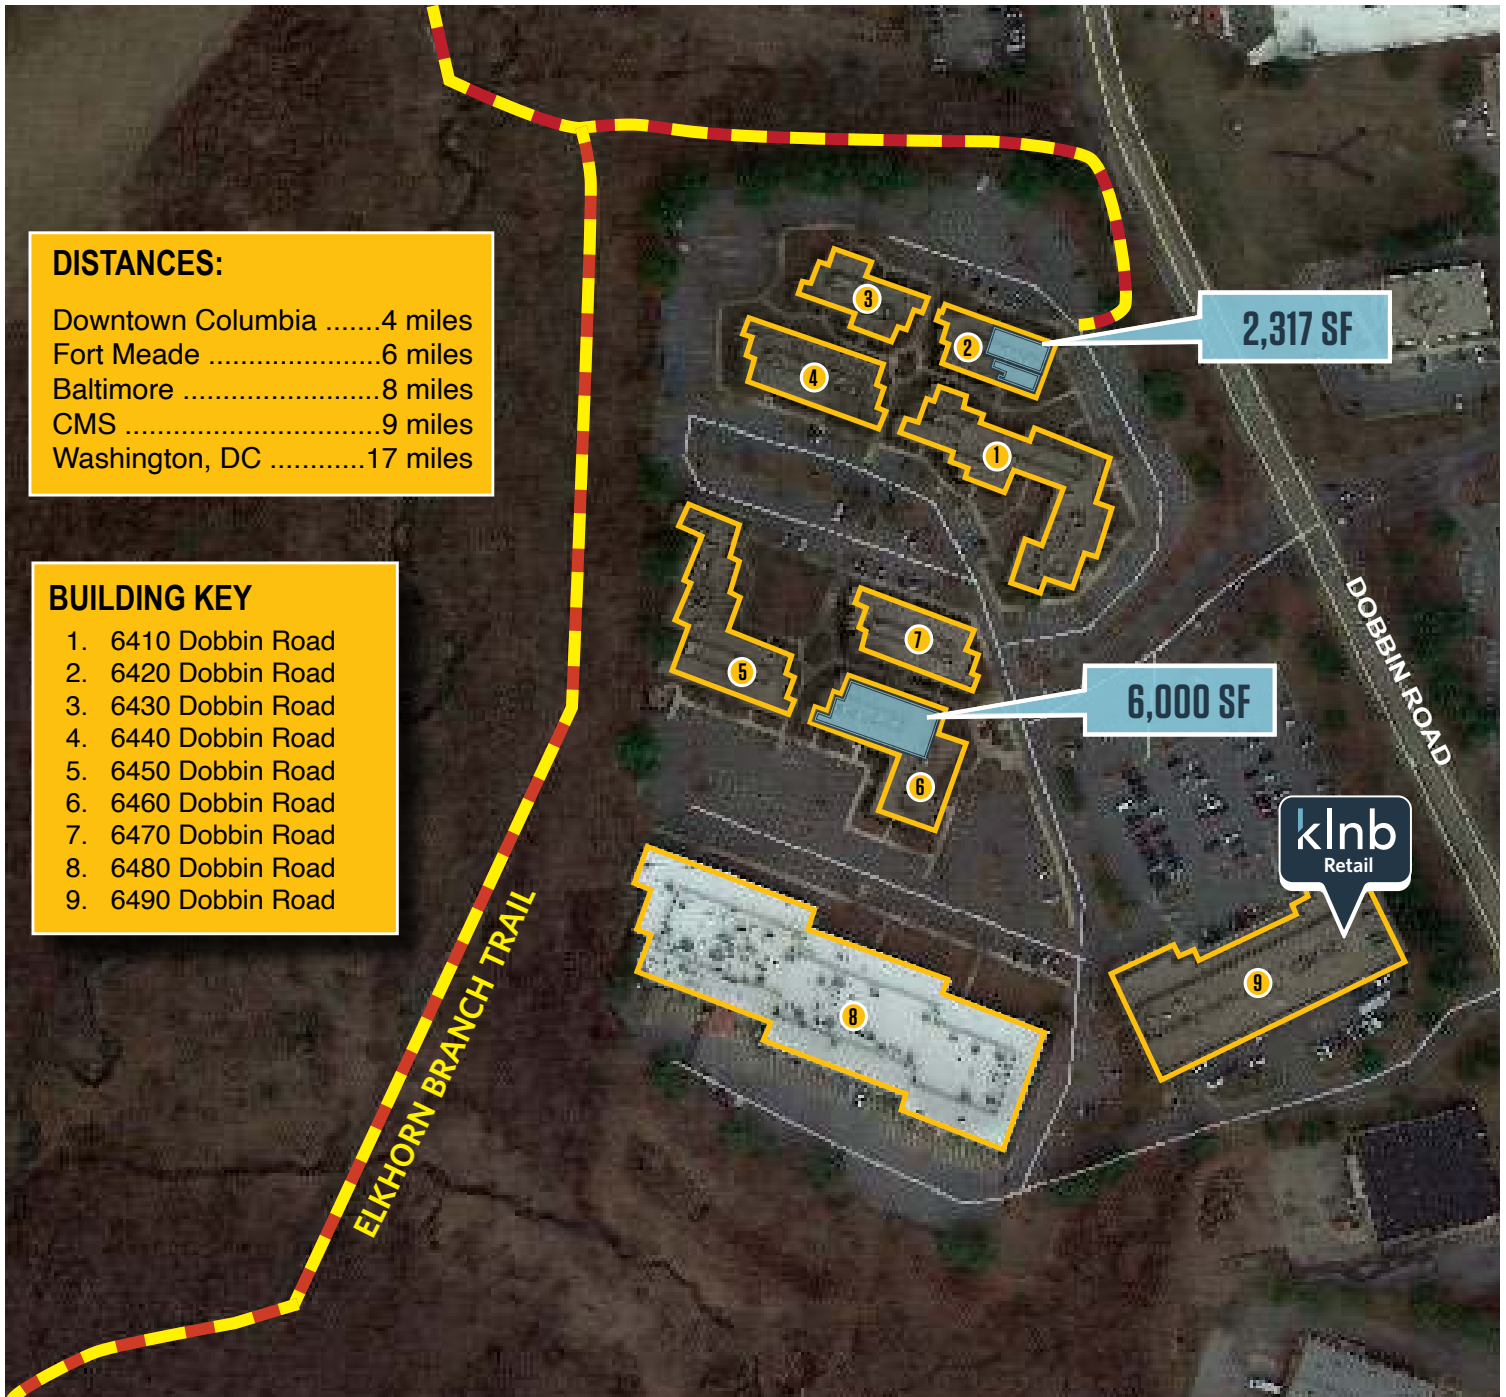 DISTANCES:
Downtown Columbia .......4 miles
Fort Meade .....................6 miles
Baltimore ........................8 miles
CMS ...............................9 miles
Washington, DC ............17 miles
BUILDING KEY
1. 6410 Dobbin Road
2. 6420 Dobbin Road
3. 6430 Dobbin Road
4. 6440 Dobbin Road
5. 6450 Dobbin Road
6. 6460 Dobbin Road
7. 6470 Dobbin Road
8. 6480 Dobbin Road
9. 6490 Dobbin Road
3
2
2,317 SF
4
1
7
5
6,000 SF
6
DOBBIN ROAD
klnb
Retail
9
8
ELKHORN BRANCH TRAIL